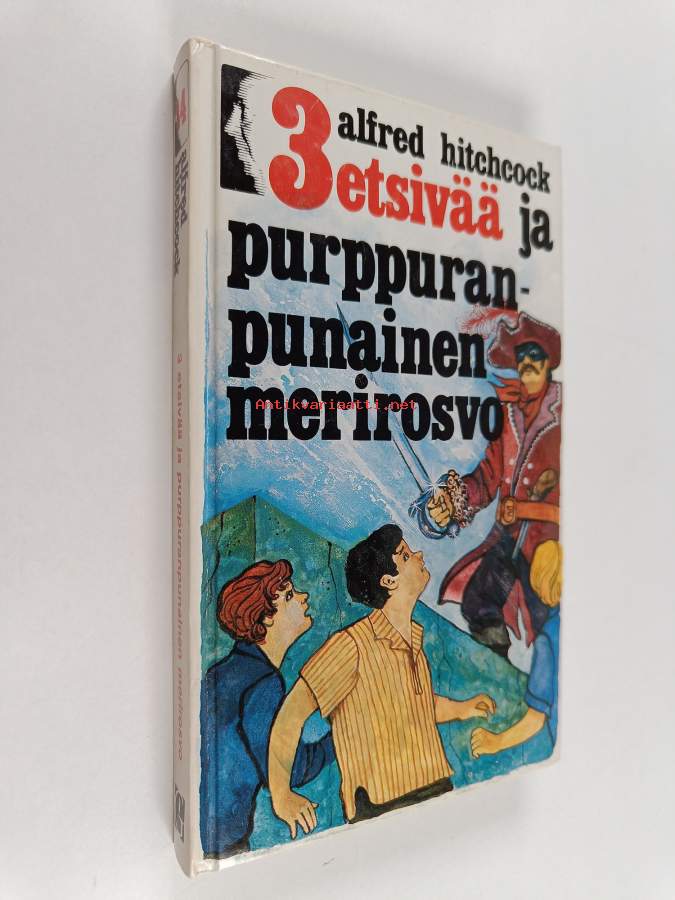 alfred hitchcock
3 etsivää ja
purppuran-
punainen
merirosvo
Antikvariaatti.net
alfred
hitchcock
3 etsivää ja purppuranpunainen merirosvo